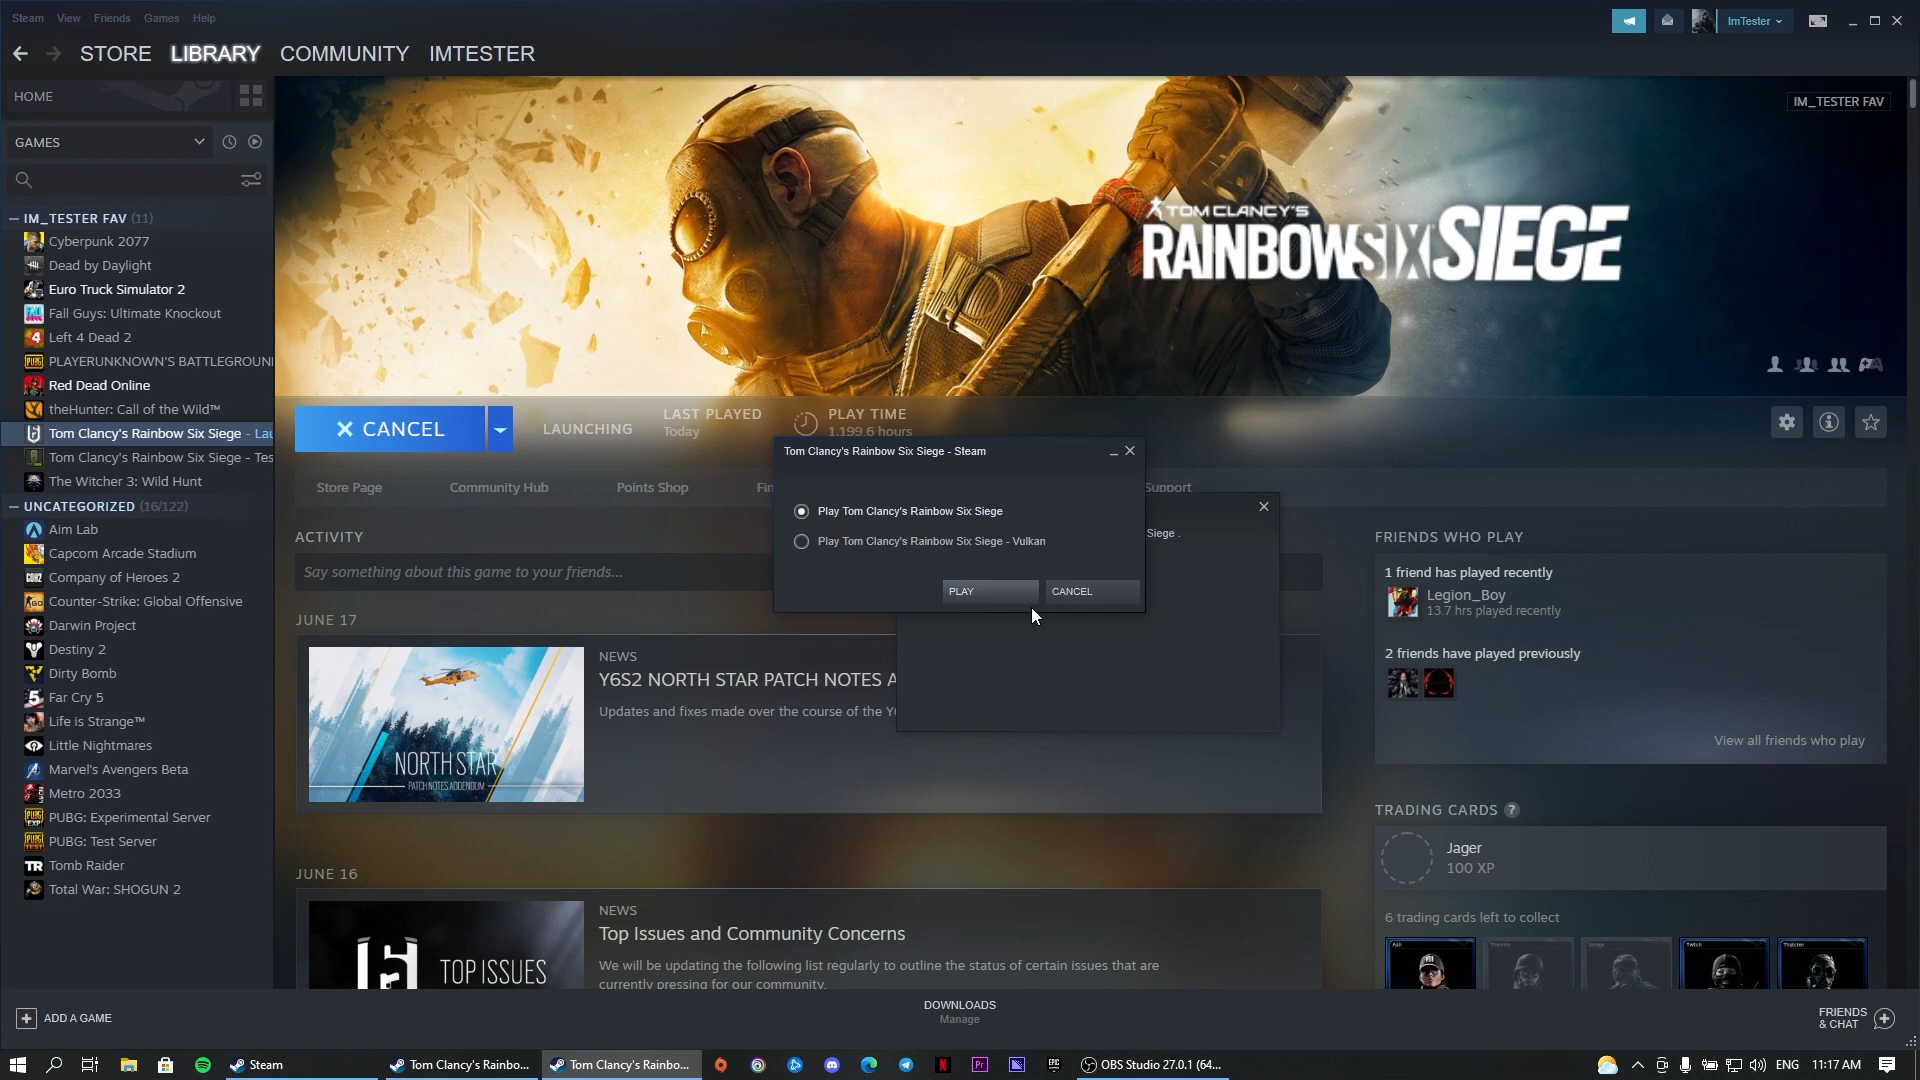 Steam View Friends Games Help
ImTester
STORE LIBRARY COMMUNITY IMTESTER
HOME
IM_TESTER FAV
GAMES
TOM CLANCY'S
RAINBOWSIX SIEGE
IM_TESTER FAV (11)
Cyberpunk 2077
Dead by Daylight
Euro Truck Simulator 2
Fall Guys: Ultimate Knockout
Left 4 Dead 2
PLAYERUNKNOWN'S BATTLEGROUN
Red Dead Online
theHunter: Call of the Wild™
Tom Clancy's Rainbow Six Siege - Lau
Tom Clancy's Rainbow Six Siege - Tes
The Witcher 3: Wild Hunt
UNCATEGORIZED (16/122)
Aim Lab
Capcom Arcade Stadium
Company of Heroes 2
Counter-Strike: Global Offensive
Darwin Project
Destiny 2
Dirty Bomb
Far Cry 5
Life is Strange™
Little Nightmares
Marvel's Avengers Beta
Metro 2033
PUBG: Experimental Server
PUBG: Test Server
Tomb Raider
Total War: SHOGUN 2
CANCEL
LAUNCHING
LAST PLAYED
Today
PLAY TIME
1,199.6 hours
Store Page Community Hub Points Shop Fin Support
Tom Clancy's Rainbow Six Siege - Steam
Play Tom Clancy's Rainbow Six Siege
Play Tom Clancy's Rainbow Six Siege - Vulkan
PLAY CANCEL
Siege .
ACTIVITY
Say something about this game to your friends...
JUNE 17
NORTH STAR
PATCH NOTES ADDENDUM
NEWS
Y6S2 NORTH STAR PATCH NOTES A
Updates and fixes made over the course of the Y
JUNE 16
TOP ISSUES
NEWS
Top Issues and Community Concerns
We will be updating the following list regularly to outline the status of certain issues that are
currently pressing for our community.
FRIENDS WHO PLAY
1 friend has played recently
Legion_Boy
13.7 hrs played recently
2 friends have played previously
View all friends who play
TRADING CARDS ?
Jager
100 XP
6 trading cards left to collect
Ash
Twitch
Thatcher
ADD A GAME
DOWNLOADS
Manage
FRIENDS
& CHAT
Steam
Tom Clancy's Rainbo...
Tom Clancy's Rainbo...
OBS Studio 27.0.1 (64...
ENG
11:17 AM